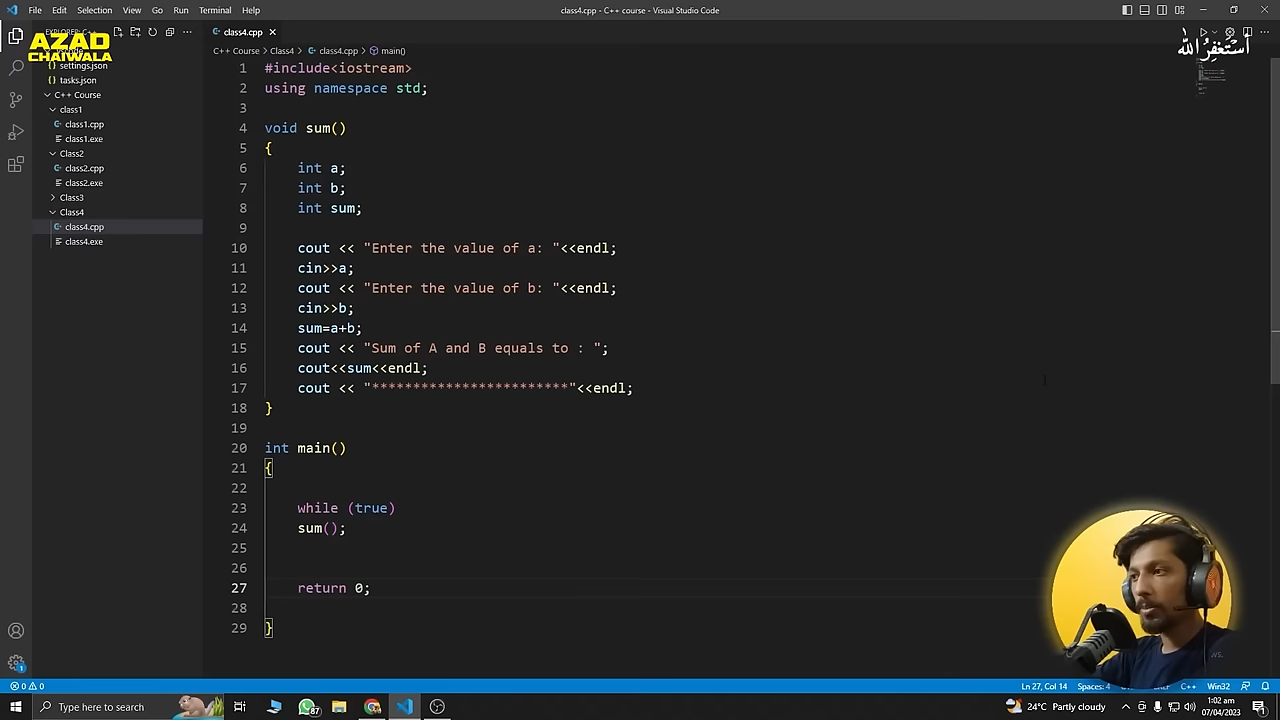 File Edit Selection View Go Run Terminal Help
class4.cpp - C++ course - Visual Studio Code
AZAD
CHAIWALA
أستغفر الله
class4.cpp
C++ Course > Class4 > class4.cpp > main()
settings.json
tasks.json
C++ Course
class1
class1.cpp
class1.exe
Class2
class2.cpp
class2.exe
Class3
Class4
class4.cpp
class4.exe
1 #include<iostream>
2 using namespace std;
3
4 void sum()
5 {
6 int a;
7 int b;
8 int sum;
9
10 cout << "Enter the value of a: "<<endl;
11 cin>>a;
12 cout << "Enter the value of b: "<<endl;
13 cin>>b;
14 sum=a+b;
15 cout << "Sum of A and B equals to : ";
16 cout<<sum<<endl;
17 cout << "************************"<<endl;
18 }
19
20 int main()
21 {
22
23 while (true)
24 sum();
25
26
27 return 0;
28
29 }
0 0
Ln 27, Col 14 Spaces: 4 C++ Win32
Type here to search
87
24°C Partly cloudy
1:02 am
07/04/2023